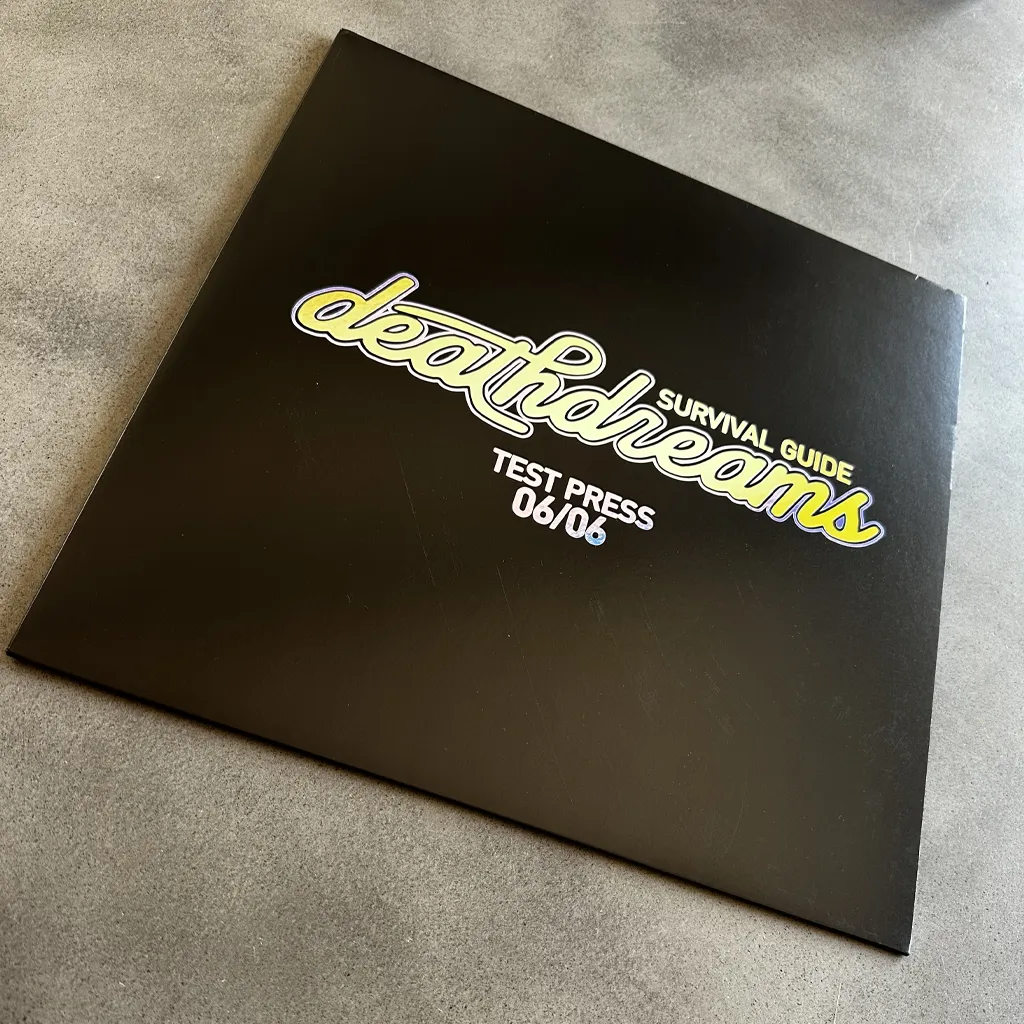 SURVIVAL GUIDE
deathdreams
TEST PRESS
06/06